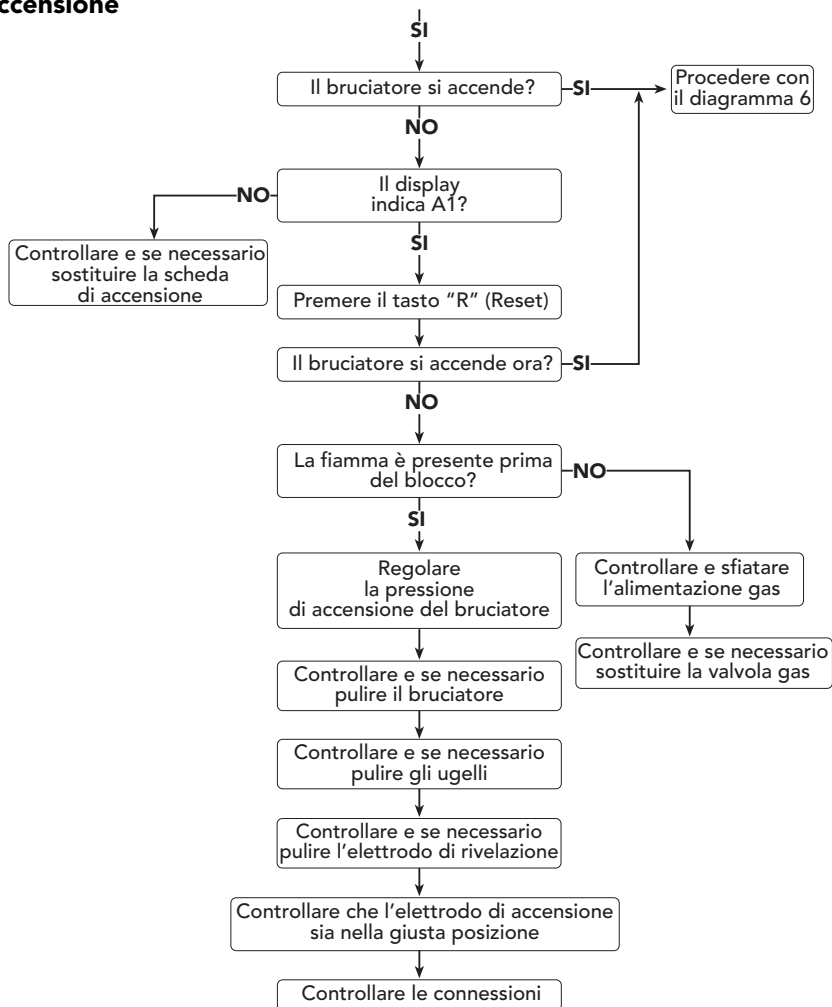 accensione
SI
Il bruciatore si accende?
SI
Procedere con
il diagramma 6
NO
Il display
indica A1?
NO
Controllare e se necessario
sostituire la scheda
di accensione
SI
Premere il tasto “R” (Reset)
Il bruciatore si accende ora?
SI
NO
La fiamma è presente prima
del blocco?
NO
SI
Regolare
la pressione
di accensione del bruciatore
Controllare e sfiatare
l’alimentazione gas
Controllare e se necessario
sostituire la valvola gas
Controllare e se necessario
pulire il bruciatore
Controllare e se necessario
pulire gli ugelli
Controllare e se necessario
pulire l’elettrodo di rivelazione
Controllare che l’elettrodo di accensione
sia nella giusta posizione
Controllare le connessioni